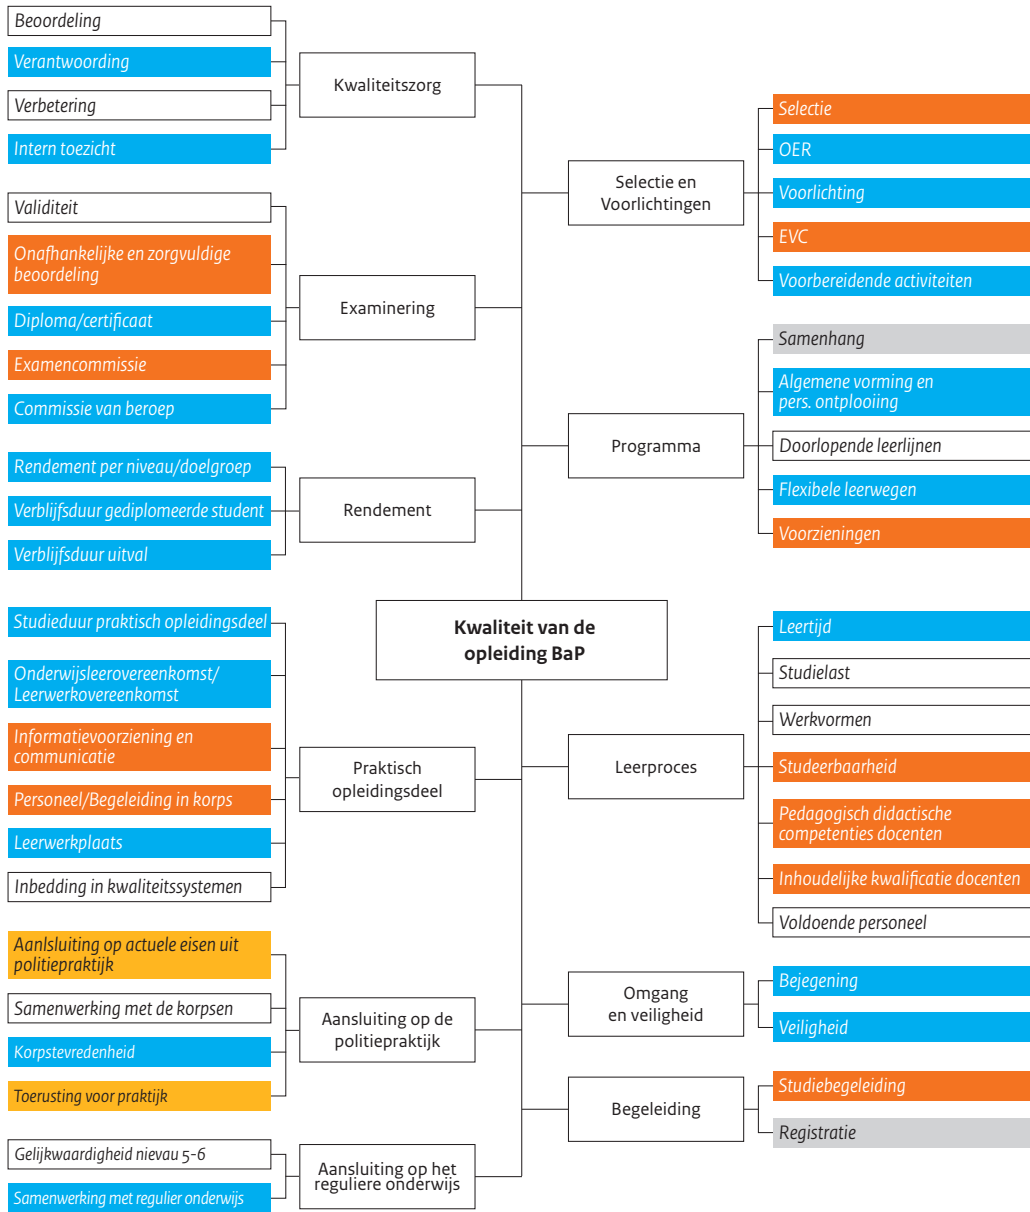 Beoordeling
Verantwoording
Verbetering
Intern toezicht
Kwaliteitszorg
Validiteit
Onafhankelijke en zorgvuldige
beoordeling
Diploma/certificaat
Examencommissie
Commissie van beroep
Examinering
Rendement per niveau/doelgroep
Verblijfsduur gediplomeerde student
Verblijfsduur uitval
Rendement
Kwaliteit van de
opleiding BaP
Studieduur praktisch opleidingsdeel
Onderwijsleerovereenkomst/
Leerwerkovereenkomst
Informatievoorziening en
communicatie
Personeel/Begeleiding in korps
Leerwerkplaats
Inbedding in kwaliteitssystemen
Praktisch
opleidingsdeel
Aanlsluiting op actuele eisen uit
politiepraktijk
Samenwerking met de korpsen
Korpstevredenheid
Toerusting voor praktijk
Aansluiting op de
politiepraktijk
Gelijkwaardigheid nievau 5-6
Samenwerking met regulier onderwijs
Aansluiting op het
reguliere onderwijs
Selectie en
Voorlichtingen
Selectie
OER
Voorlichting
EVC
Voorbereidende activiteiten
Programma
Samenhang
Algemene vorming en
pers. ontplooiing
Doorlopende leerlijnen
Flexibele leerwegen
Voorzieningen
Leerproces
Leertijd
Studielast
Werkvormen
Studeerbaarheid
Pedagogisch didactische
competenties docenten
Inhoudelijke kwalificatie docenten
Voldoende personeel
Omgang
en veiligheid
Bejegening
Veiligheid
Begeleiding
Studiebegeleiding
Registratie